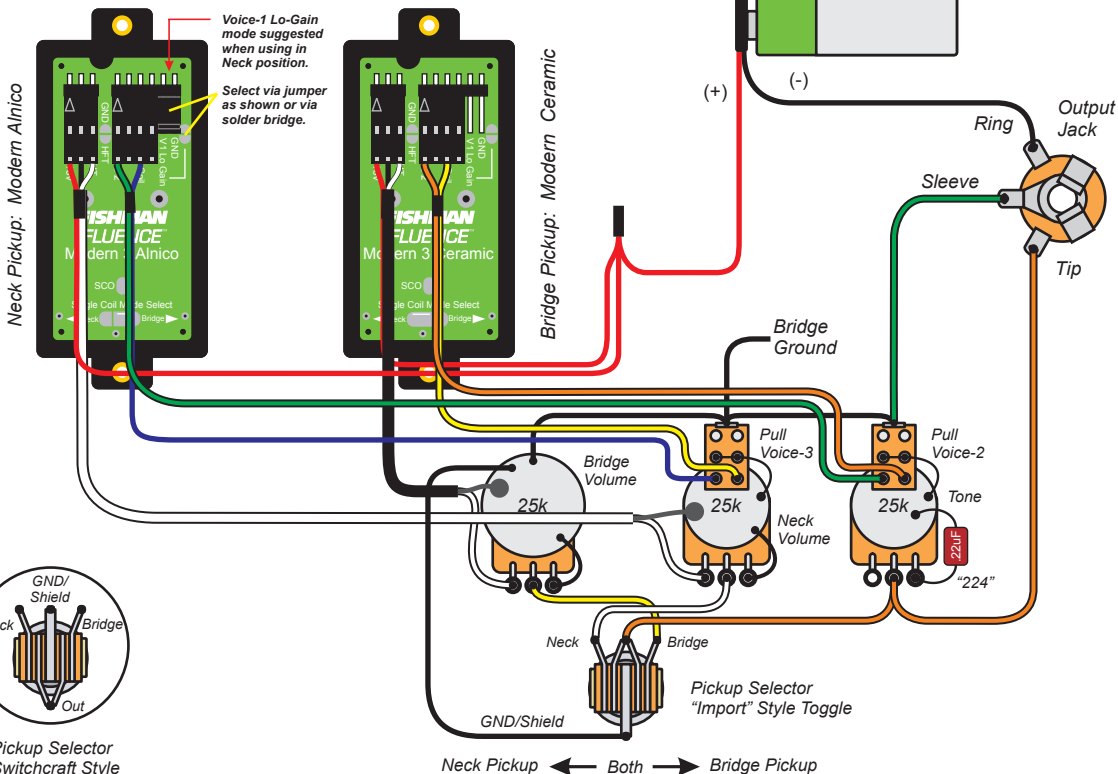 Voice-1 Lo-Gain
mode suggested
when using in
Neck position.
Select via jumper
as shown or via
solder bridge.
Neck Pickup: Modern Alnico
GND HFT
GND
V1 Lo Gain
FISHMAN
FLUENCE
Modern 3 Alnico
SCO
Single Coil Mode Select
Bridge
Bridge Pickup: Modern Ceramic
GND HFT
GND
V1 Lo Gain
FISHMAN
FLUENCE
Modern 3 Ceramic
SCO
Single Coil Mode Select
Bridge
(+)
(-)
Output
Jack
Ring
Sleeve
Tip
Bridge
Ground
Bridge
Volume
25k
Pull
Voice-3
25k
Neck
Volume
Pull
Voice-2
25k
Tone
.22uF
“224”
GND/
Shield
Bridge
Out
Pickup Selector
Switchcraft Style
Neck
Bridge
Pickup Selector
“Import” Style Toggle
GND/Shield
Neck Pickup
Both
Bridge Pickup